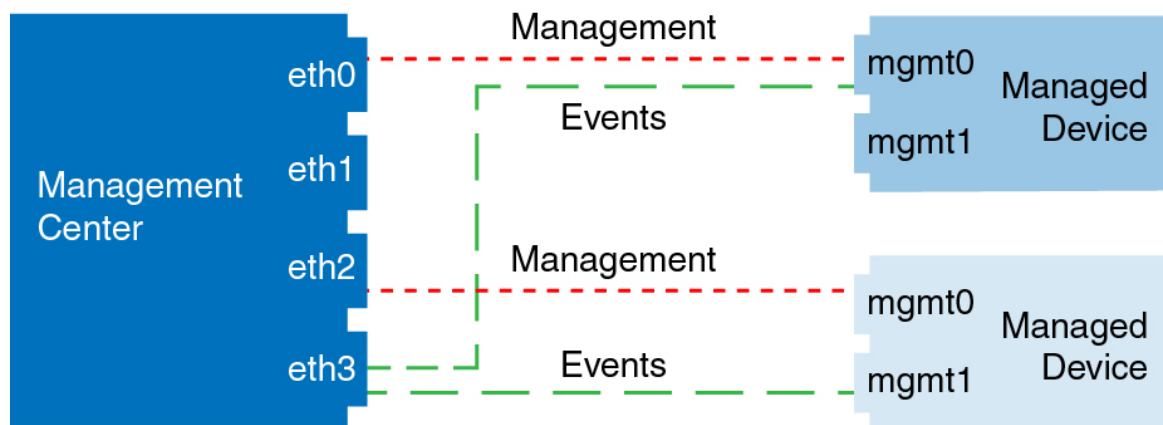 Management
Center
eth0
eth1
eth2
eth3
Management
Events
Management
Events
mgmt0
mgmt1
Managed
Device
mgmt0
mgmt1
Managed
Device